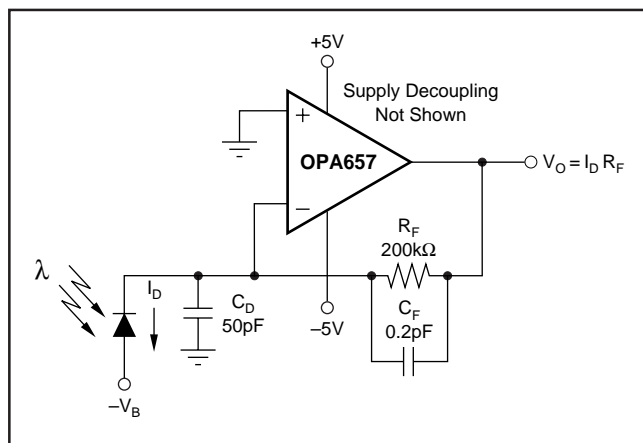 +5V
Supply Decoupling
Not Shown
+
OPA657
V_O = I_D R_F
−
R_F
200kΩ
λ
I_D
C_D
50pF
−5V
C_F
0.2pF
−V_B